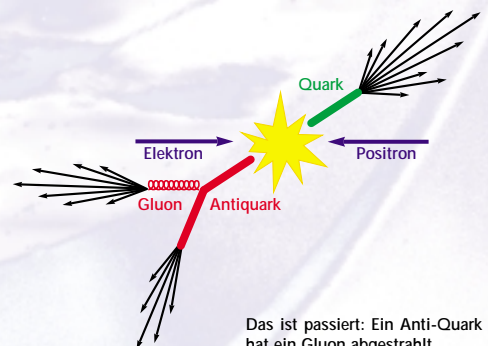 Quark
Elektron
Positron
Gluon
Antiquark
Das ist passiert: Ein Anti-Quark
hat ein Gluon abgestrahlt